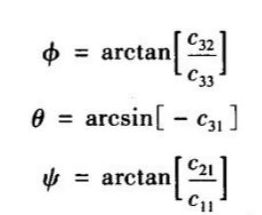 ϕ = arctan[c₃₂/c₃₃]
θ = arcsin[ − c₃₁ ]
ψ = arctan[c₂₁/c₁₁]